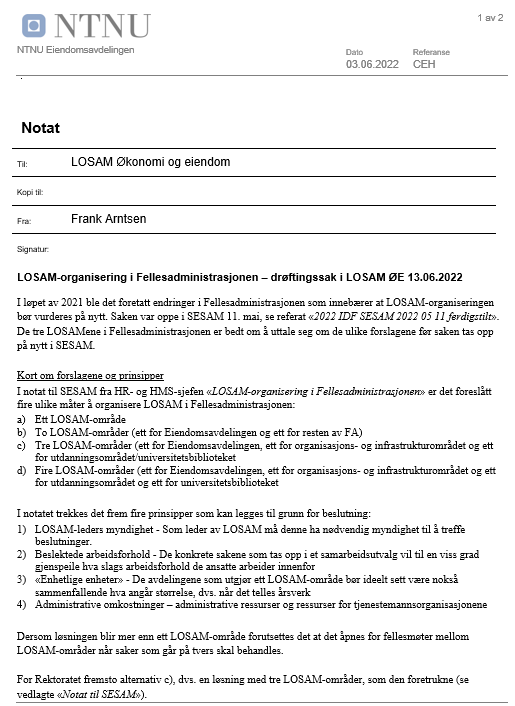 NTNU
1 av 2
NTNU Eiendomsavdelingen
Dato Referanse
03.06.2022 CEH
Notat
Til: LOSAM Økonomi og eiendom
Kopi til:
Fra: Frank Arntsen
Signatur:
LOSAM-organisering i Fellesadministrasjonen – drøftingssak i LOSAM ØE 13.06.2022
I løpet av 2021 ble det foretatt endringer i Fellesadministrasjonen som innebærer at LOSAM-organiseringen
bør vurderes på nytt. Saken var oppe i SESAM 11. mai, se referat «2022 IDF SESAM 2022 05 11 ferdigstilt».
De tre LOSAMene i Fellesadministrasjonen er bedt om å uttale seg om de ulike forslagene før saken tas opp
på nytt i SESAM.
Kort om forslagene og prinsipper
I notat til SESAM fra HR- og HMS-sjefen «LOSAM-organisering i Fellesadministrasjonen» er det foreslått
fire ulike måter å organisere LOSAM i Fellesadministrasjonen:
a) Ett LOSAM-område
b) To LOSAM-områder (ett for Eiendomsavdelingen og ett for resten av FA)
c) Tre LOSAM-områder (ett for Eiendomsavdelingen, ett for organisasjons- og infrastrukturområdet og ett
for utdanningsområdet/universitetsbiblioteket
d) Fire LOSAM-områder (ett for Eiendomsavdelingen, ett for organisasjons- og infrastrukturområdet og ett
for utdanningsområdet og ett for universitetsbiblioteket
I notatet trekkes det frem fire prinsipper som kan legges til grunn for beslutning:
1) LOSAM-leders myndighet - Som leder av LOSAM må denne ha nødvendig myndighet til å treffe
beslutninger.
2) Beslektede arbeidsforhold - De konkrete sakene som tas opp i et samarbeidsutvalg vil til en viss grad
gjenspeile hva slags arbeidsforhold de ansatte arbeider innenfor
3) «Enhetlige enheter» - De avdelingene som utgjør ett LOSAM-område bør ideelt sett være nokså
sammenfallende hva angår størrelse, dvs. når det telles årsverk
4) Administrative omkostninger – administrative ressurser og ressurser for tjenestemannsorganisasjonene
Dersom løsningen blir mer enn ett LOSAM-område forutsettes det at det åpnes for fellesmøter mellom
LOSAM-områder når saker som går på tvers skal behandles.
For Rektoratet fremsto alternativ c), dvs. en løsning med tre LOSAM-områder, som den foretrukne (se
vedlagte «Notat til SESAM»).